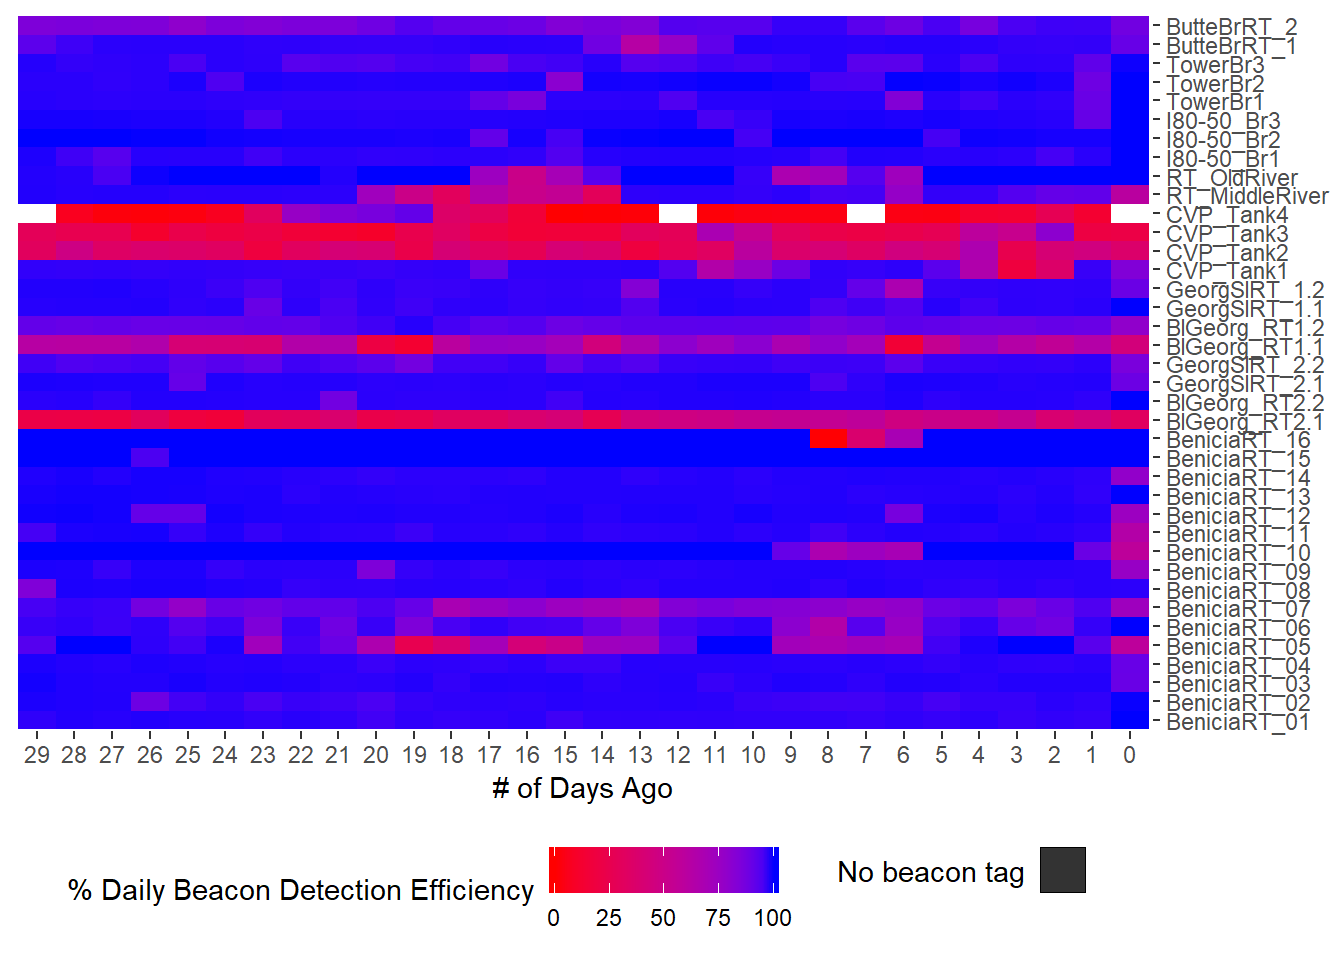 ButteBrRT_2
ButteBrRT_1
TowerBr3
TowerBr2
TowerBr1
I80-50_Br3
I80-50_Br2
I80-50_Br1
RT_OldRiver
RT_MiddleRiver
CVP_Tank4
CVP_Tank3
CVP_Tank2
CVP_Tank1
GeorgSlRT_1.2
GeorgSlRT_1.1
BlGeorg_RT1.2
BlGeorg_RT1.1
GeorgSlRT_2.2
GeorgSlRT_2.1
BlGeorg_RT2.2
BlGeorg_RT2.1
BeniciaRT_16
BeniciaRT_15
BeniciaRT_14
BeniciaRT_13
BeniciaRT_12
BeniciaRT_11
BeniciaRT_10
BeniciaRT_09
BeniciaRT_08
BeniciaRT_07
BeniciaRT_06
BeniciaRT_05
BeniciaRT_04
BeniciaRT_03
BeniciaRT_02
BeniciaRT_01
29 28 27 26 25 24 23 22 21 20 19 18 17 16 15 14 13 12 11 10 9 8 7 6 5 4 3 2 1 0
# of Days Ago
% Daily Beacon Detection Efficiency
0 25 50 75 100
No beacon tag